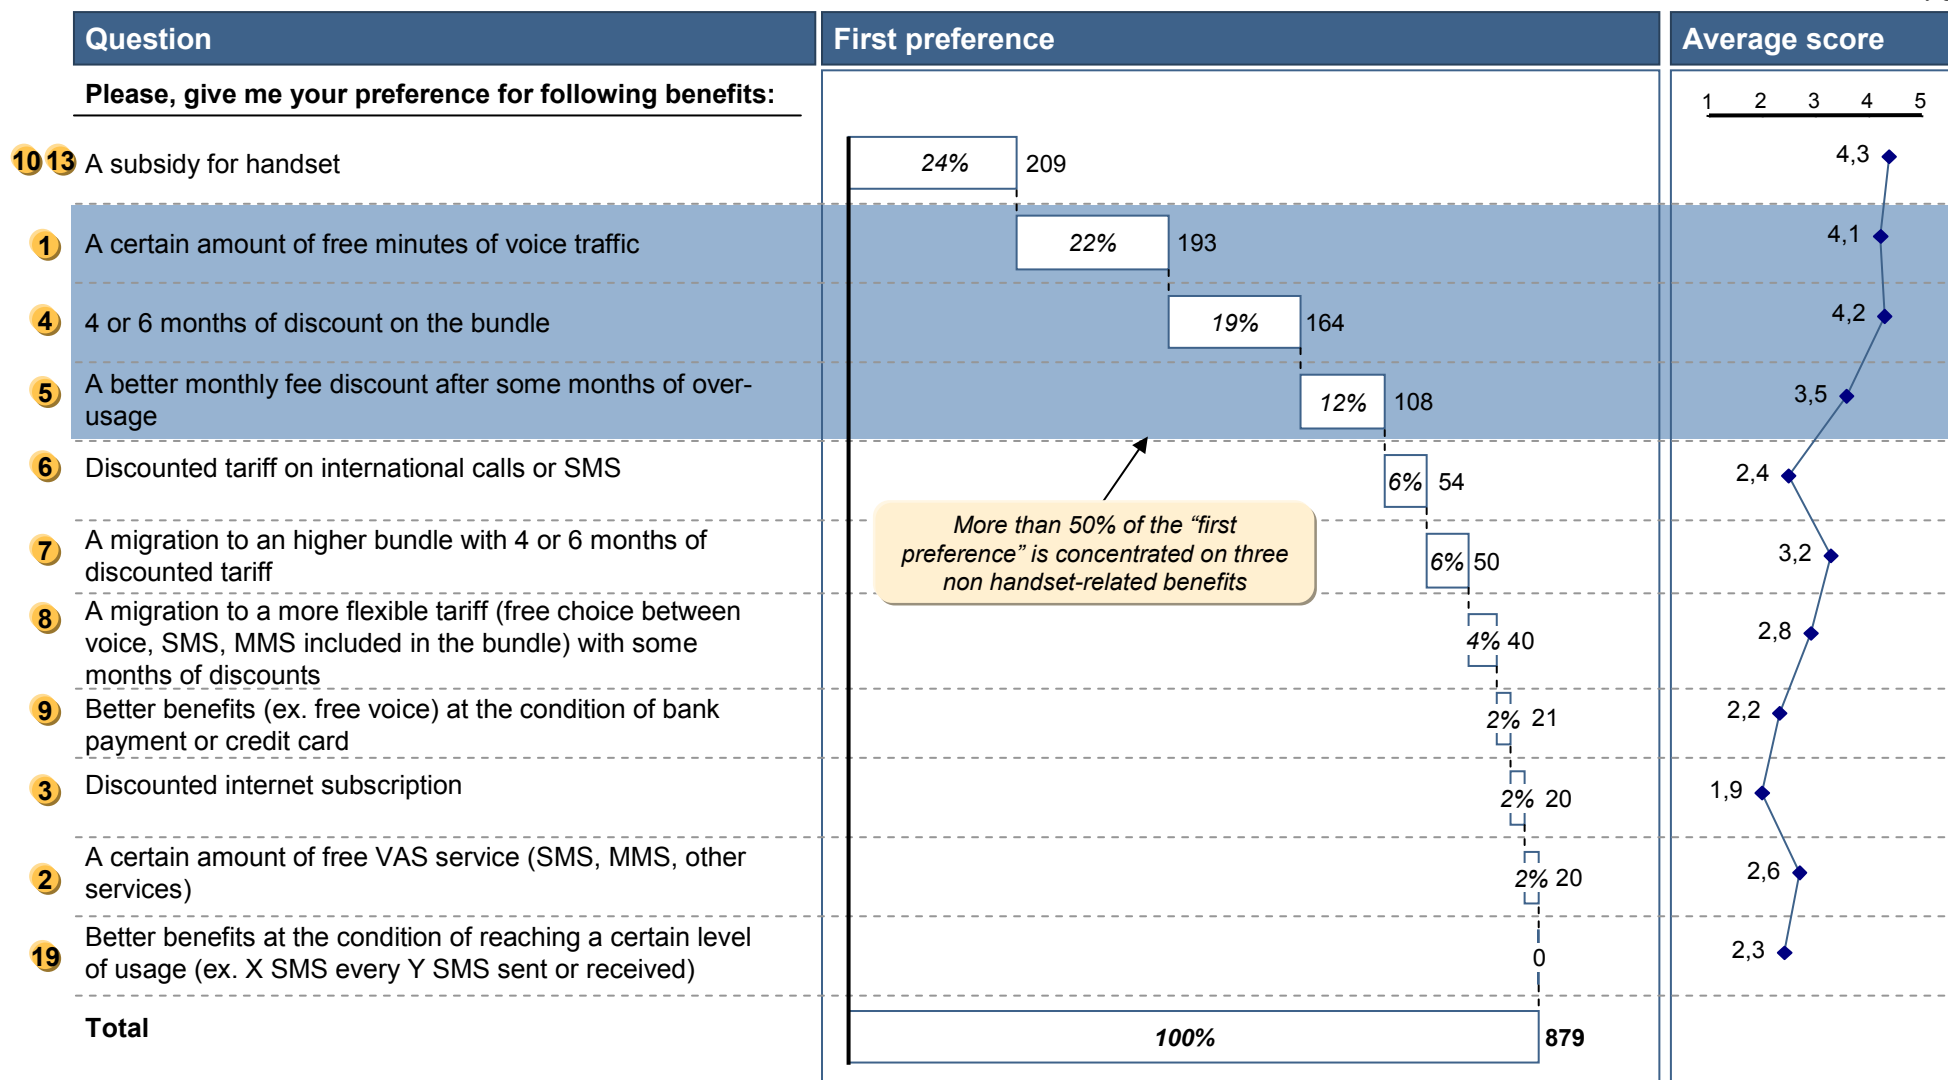 Question
First preference
Average score
Please, give me your preference for following benefits:
1 2 3 4 5
10 13 A subsidy for handset
24% 209
4,3
1 A certain amount of free minutes of voice traffic
22% 193
4,1
4 4 or 6 months of discount on the bundle
19% 164
4,2
5 A better monthly fee discount after some months of over-
usage
12% 108
3,5
6 Discounted tariff on international calls or SMS
6% 54
2,4
More than 50% of the “first
preference” is concentrated on three
non handset-related benefits
7 A migration to an higher bundle with 4 or 6 months of
discounted tariff
6% 50
3,2
8 A migration to a more flexible tariff (free choice between
voice, SMS, MMS included in the bundle) with some
months of discounts
4% 40
2,8
9 Better benefits (ex. free voice) at the condition of bank
payment or credit card
2% 21
2,2
3 Discounted internet subscription
2% 20
1,9
2 A certain amount of free VAS service (SMS, MMS, other
services)
2% 20
2,6
19 Better benefits at the condition of reaching a certain level
of usage (ex. X SMS every Y SMS sent or received)
0
2,3
Total
100% 879